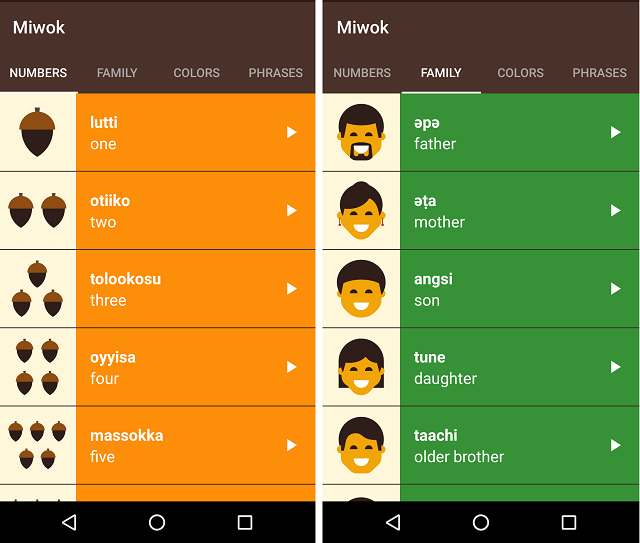 Miwok
NUMBERS FAMILY COLORS PHRASES
lutti
one
otiiko
two
tolookosu
three
oyyisa
four
massokka
five
Miwok
NUMBERS FAMILY COLORS PHRASES
әpә
father
әṭa
mother
angsi
son
tune
daughter
taachi
older brother